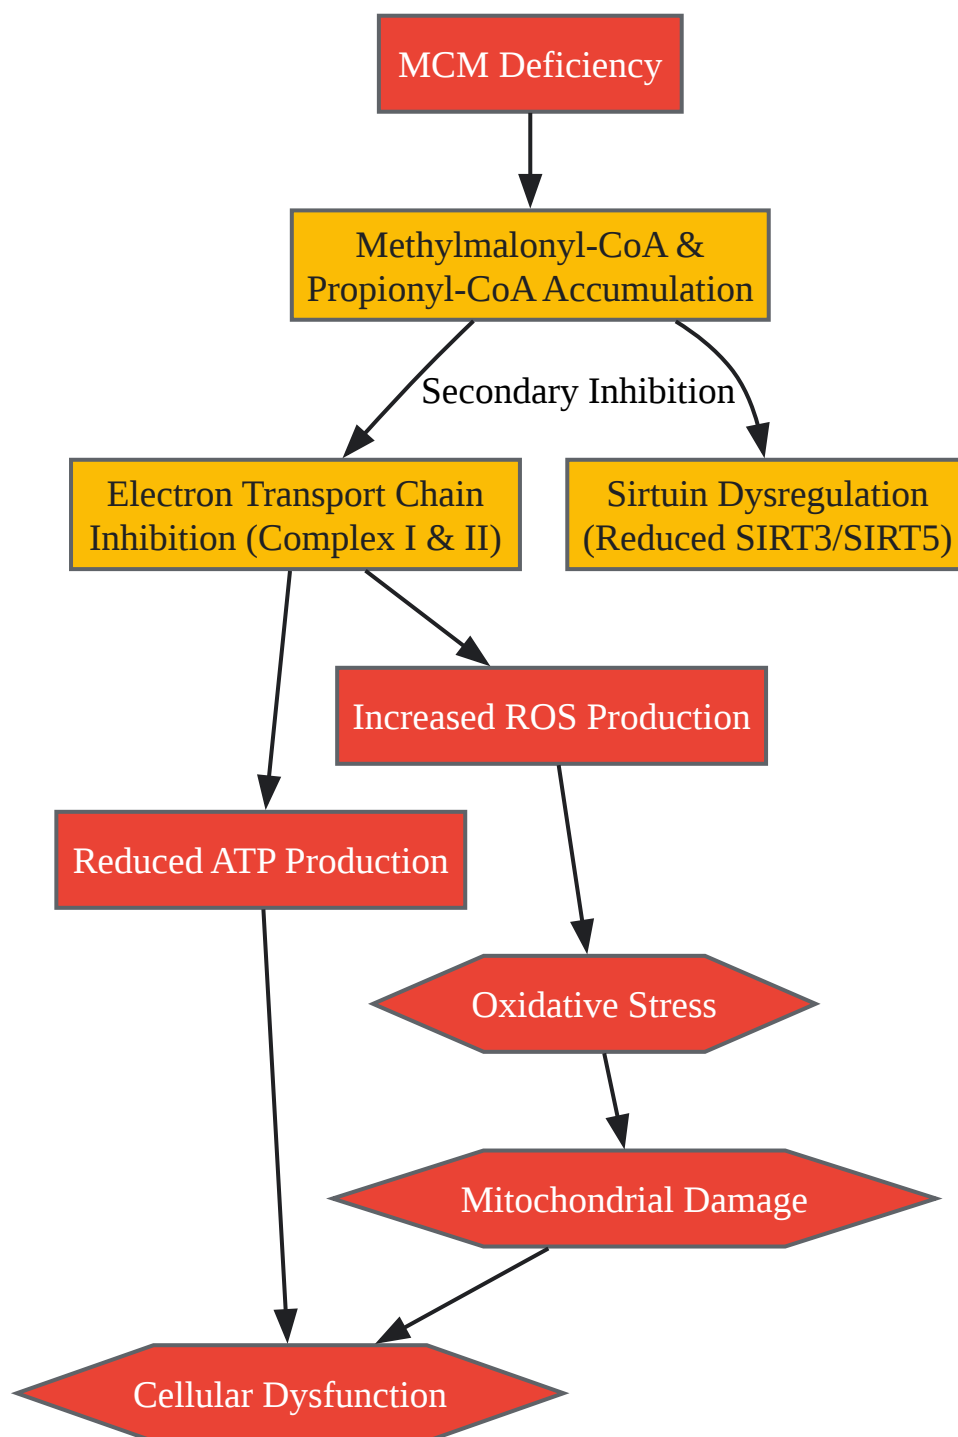 MCM Deficiency
Methylmalonyl-CoA &
Propionyl-CoA Accumulation
Secondary Inhibition
Electron Transport Chain
Inhibition (Complex I & II)
Sirtuin Dysregulation
(Reduced SIRT3/SIRT5)
Increased ROS Production
Reduced ATP Production
Oxidative Stress
Mitochondrial Damage
Cellular Dysfunction